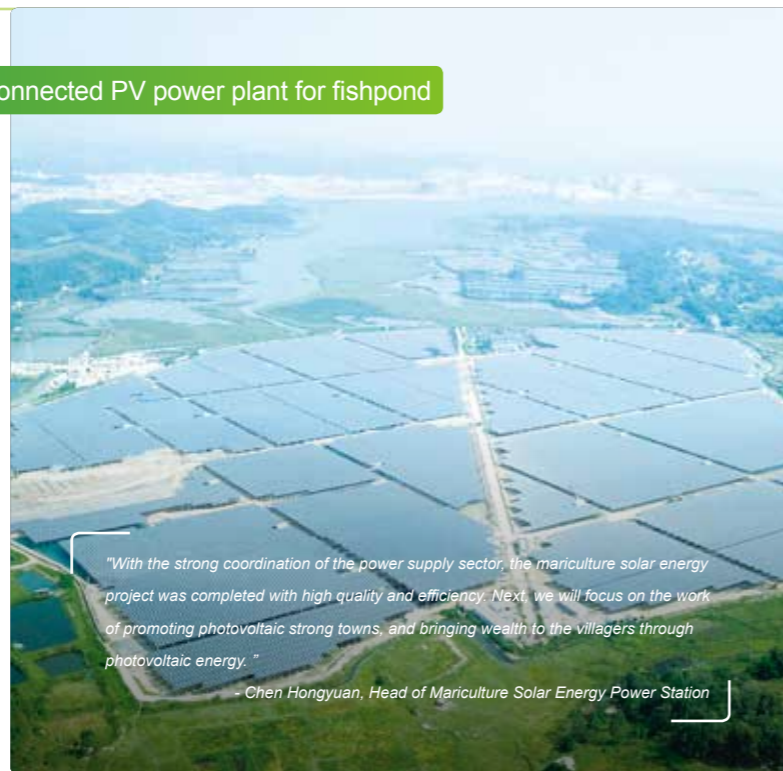 onnected PV power plant for fishpond
"With the strong coordination of the power supply sector, the mariculture solar energy
project was completed with high quality and efficiency. Next, we will focus on the work
of promoting photovoltaic strong towns, and bringing wealth to the villagers through
photovoltaic energy. "
- Chen Hongyuan, Head of Mariculture Solar Energy Power Station